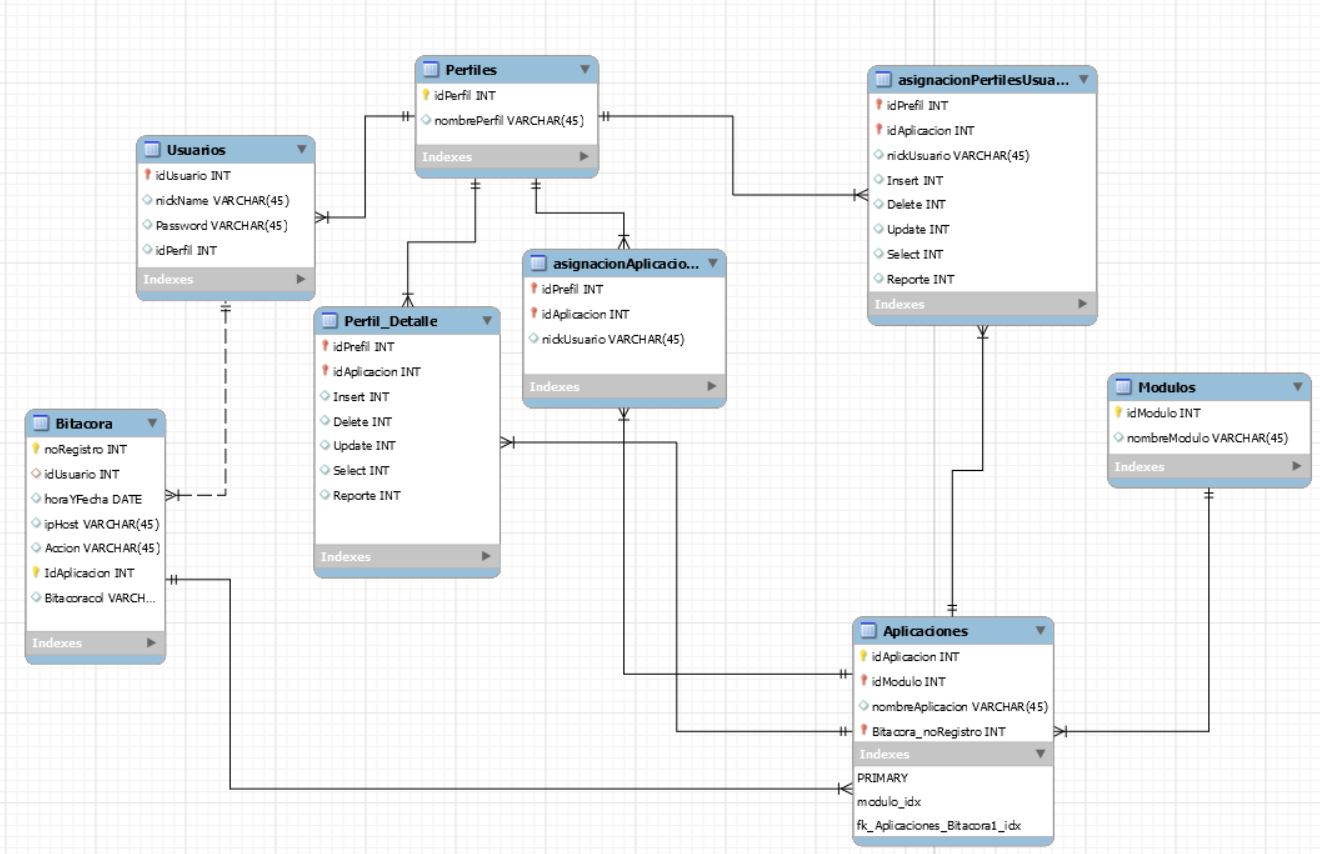 Perfiles
idPerfil INT
nombrePerfil VARCHAR(45)
Indexes
asignacionPerfilesUsua...
idPrefil INT
idAplicacion INT
nickUsuario VARCHAR(45)
Insert INT
Delete INT
Update INT
Select INT
Reporte INT
Indexes
Usuarios
idUsuario INT
nickName VARCHAR(45)
Password VARCHAR(45)
idPerfil INT
Indexes
asignacionAplicacio...
idPrefil INT
idAplicacion INT
nickUsuario VARCHAR(45)
Indexes
Perfil_Detalle
idPrefil INT
idAplicacion INT
Insert INT
Delete INT
Update INT
Select INT
Reporte INT
Indexes
Modulos
idModulo INT
nombreModulo VARCHAR(45)
Indexes
Bitacora
noRegistro INT
idUsuario INT
horaYFecha DATE
ipHost VARCHAR(45)
Accion VARCHAR(45)
IdAplicacion INT
Bitacoracol VARCH...
Indexes
Aplicaciones
idAplicacion INT
idModulo INT
nombreAplicacion VARCHAR(45)
Bitacora_noRegistro INT
Indexes
PRIMARY
modulo_idx
fk_Aplicaciones_Bitacora1_idx